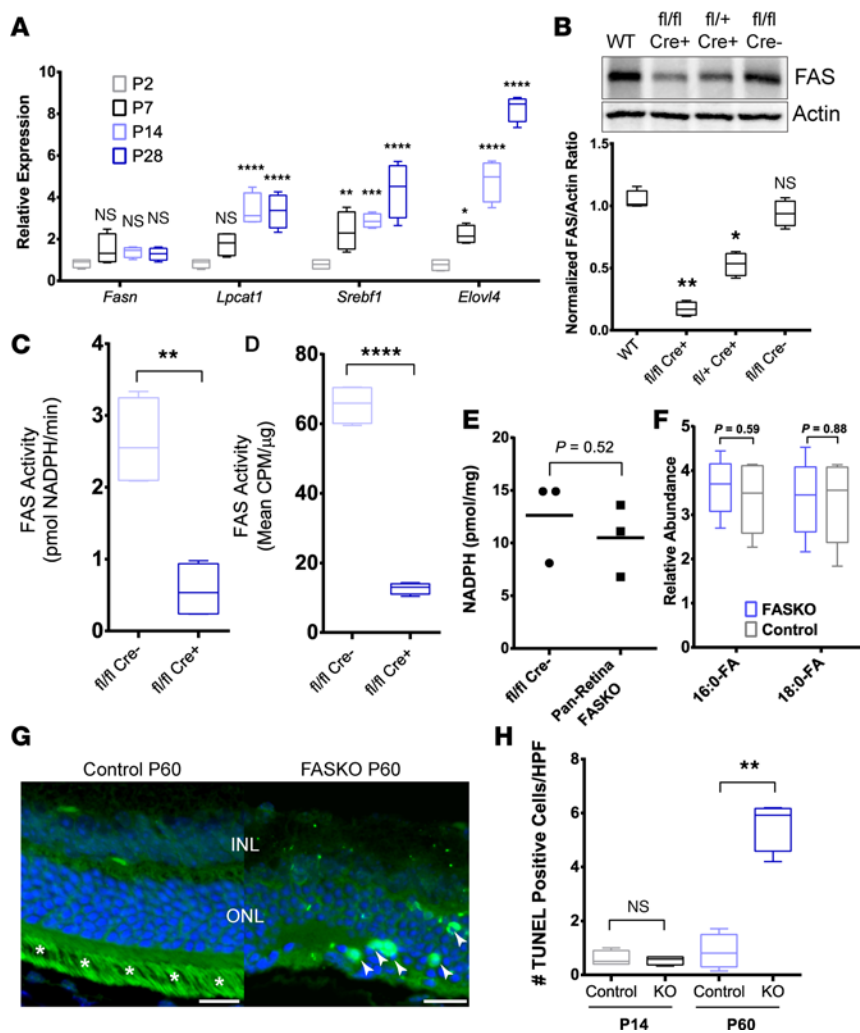 A
10
8
6
4
2
0
Relative Expression
P2
P7
P14
P28
NS
NS
NS
NS
****
****
**
***
****
*
****
****
Fasn
Lpcat1
Srebf1
Elovl4
B
WT
fl/fl Cre+
fl/+ Cre+
fl/fl Cre-
FAS
Actin
Normalized FAS/Actin Ratio
1.0
0.5
0.0
**
*
NS
WT
fl/fl Cre+
fl/+ Cre+
fl/fl Cre-
C
FAS Activity
(pmol NADPH/min)
4
3
2
1
0
**
fl/fl Cre-
fl/fl Cre+
D
FAS Activity
(Mean CPM/µg)
80
60
40
20
0
****
fl/fl Cre-
fl/fl Cre+
E
NADPH (pmol/mg)
20
15
10
5
0
P = 0.52
fl/fl Cre-
Pan-Retina
FASKO
F
Relative Abundance
5
4
3
2
1
0
P = 0.59
P = 0.88
FASKO
Control
16:0-FA
18:0-FA
G
Control P60
FASKO P60
INL
ONL
* * * * *
H
# TUNEL Positive Cells/HPF
8
6
4
2
0
NS
**
Control
KO
Control
KO
P14
P60